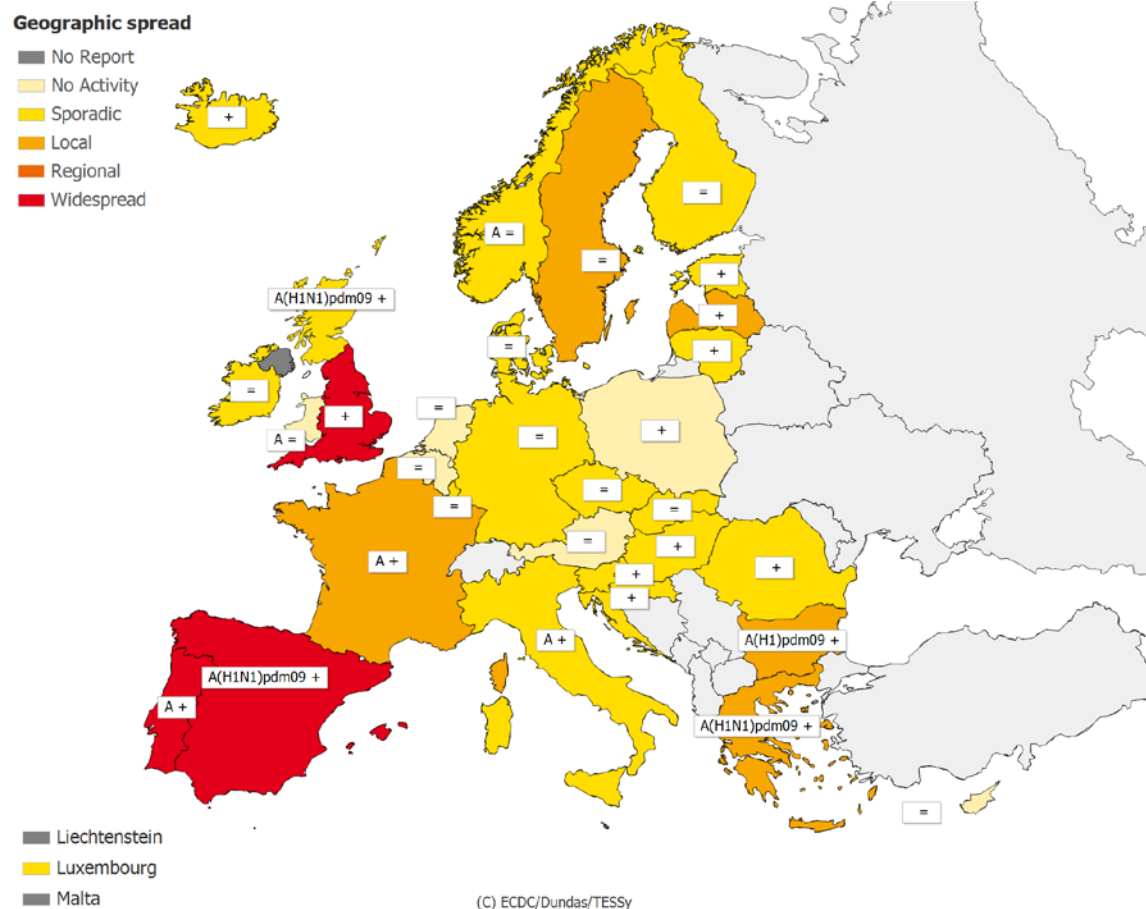 Geographic spread
No Report
No Activity
Sporadic
Local
Regional
Widespread
+
=
A =
=
+
A(H1N1)pdm09 +
+
=
+
=
=
+
A =
+
=
=
=
=
=
=
+
A +
+
+
+
A +
A(H1)pdm09 +
A(H1N1)pdm09 +
A +
A(H1N1)pdm09 +
=
Liechtenstein
Luxembourg
Malta
(C) ECDC/Dundas/TESSy